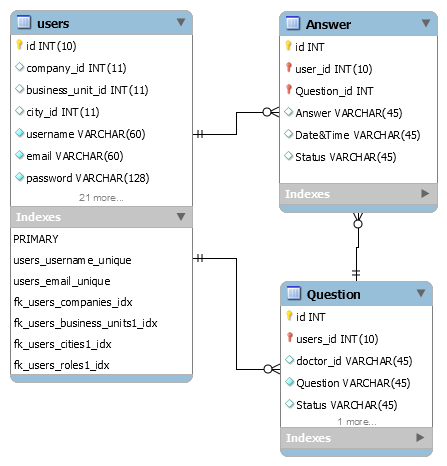 users
id INT(10)
company_id INT(11)
business_unit_id INT(11)
city_id INT(11)
username VARCHAR(60)
email VARCHAR(60)
password VARCHAR(128)
21 more...
Indexes
PRIMARY
users_username_unique
users_email_unique
fk_users_companies_idx
fk_users_business_units1_idx
fk_users_cities1_idx
fk_users_roles1_idx
Answer
id INT
user_id INT(10)
Question_id INT
Answer VARCHAR(45)
Date&Time VARCHAR(45)
Status VARCHAR(45)
Indexes
Question
id INT
users_id INT(10)
doctor_id VARCHAR(45)
Question VARCHAR(45)
Status VARCHAR(45)
1 more...
Indexes